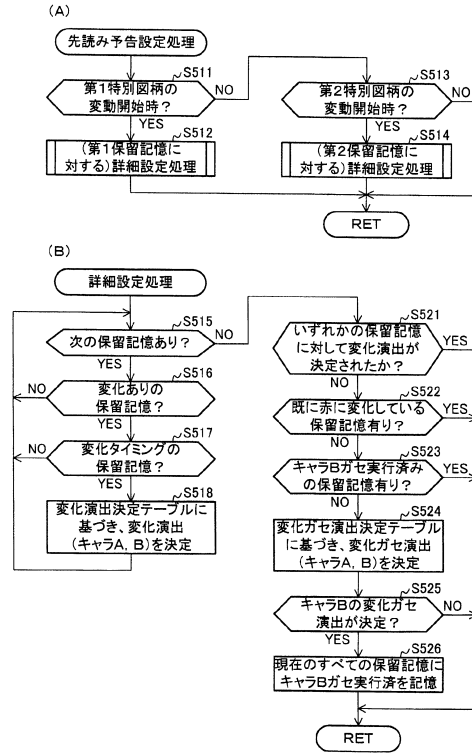 (A)
先読み予告設定処理
S511
第1特別図柄の
変動開始時?
NO
YES
S512
(第1保留記憶に
対する)詳細設定処理
S513
第2特別図柄の
変動開始時?
NO
YES
S514
(第2保留記憶に
対する)詳細設定処理
RET
(B)
詳細設定処理
S515
次の保留記憶あり?
NO
YES
S516
変化ありの
保留記憶?
NO
YES
S517
変化タイミングの
保留記憶?
NO
YES
S518
変化演出決定テーブルに
基づき、変化演出
(キャラA, B)を決定
S521
いずれかの保留記憶
に対して変化演出が
決定されたか?
YES
NO
S522
既に赤に変化している
保留記憶有り?
YES
NO
S523
キャラBガセ実行済み
の保留記憶有り?
YES
NO
S524
変化ガセ演出決定テーブル
に基づき、変化ガセ演出
(キャラA, B)を決定
S525
キャラBの変化ガセ
演出が決定?
NO
YES
S526
現在のすべての保留記憶に
キャラBガセ実行済を記憶
RET